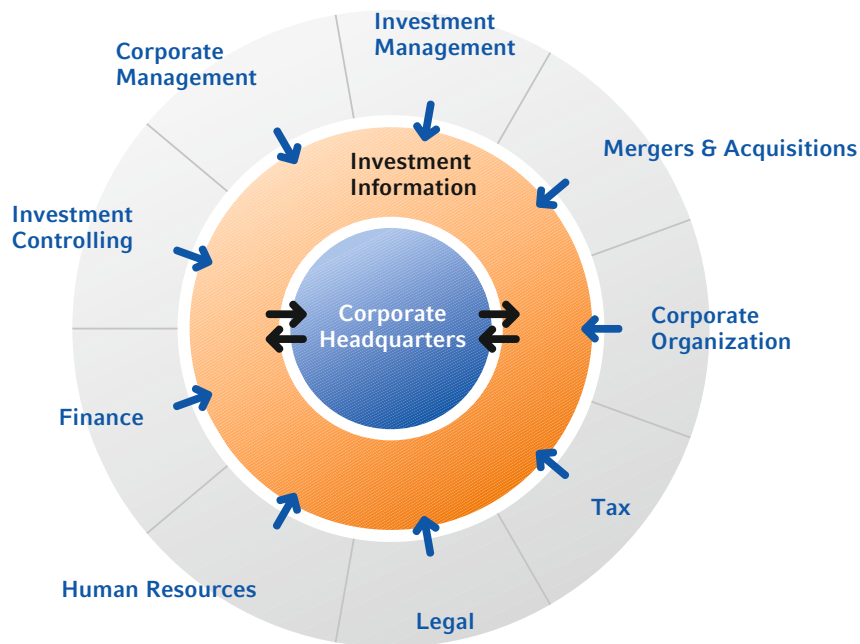 Investment
Management
Corporate
Management
Mergers & Acquisitions
Investment
Information
Investment
Controlling
Corporate
Headquarters
Corporate
Organization
Finance
Tax
Human Resources
Legal